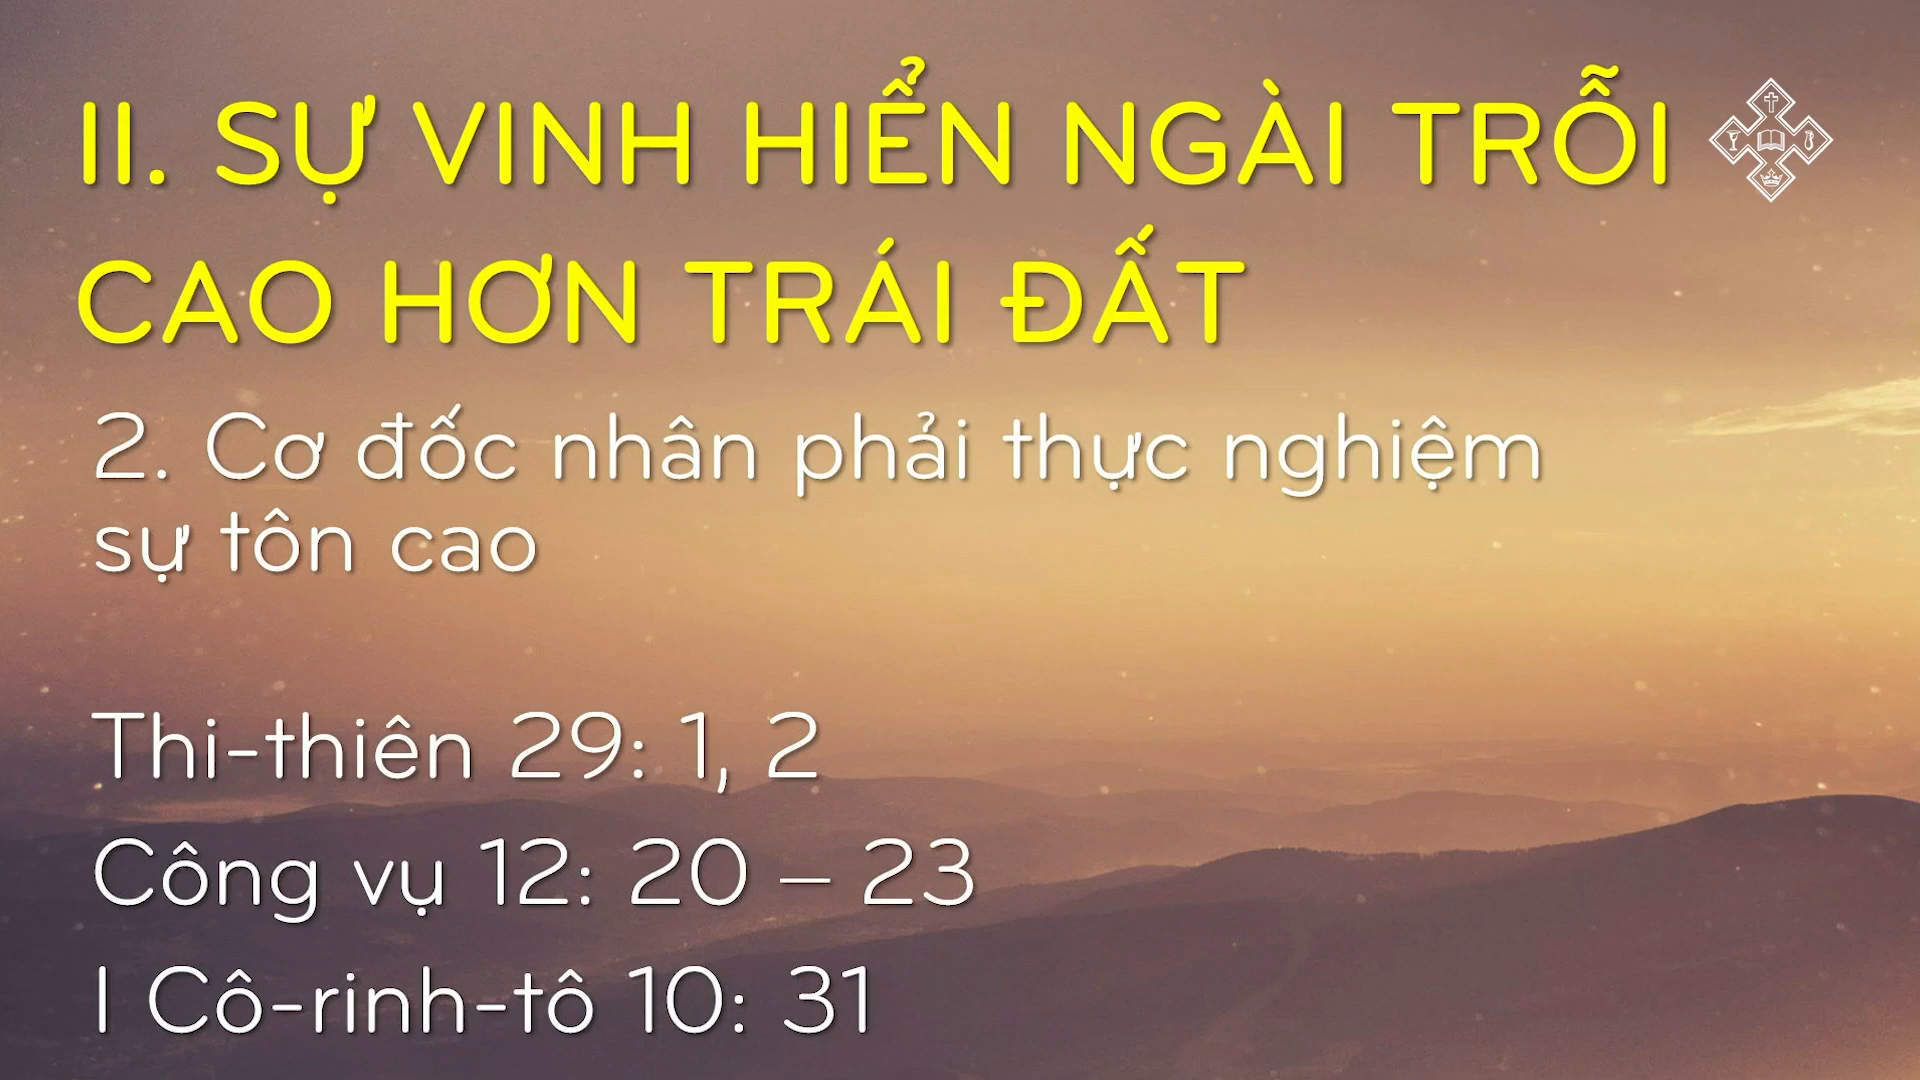 II. SỰ VINH HIỂN NGÀI TRỖI
CAO HƠN TRÁI ĐẤT
2. Cơ đốc nhân phải thực nghiệm
sự tôn cao
Thi-thiên 29: 1, 2
Công vụ 12: 20 – 23
I Cô-rinh-tô 10: 31